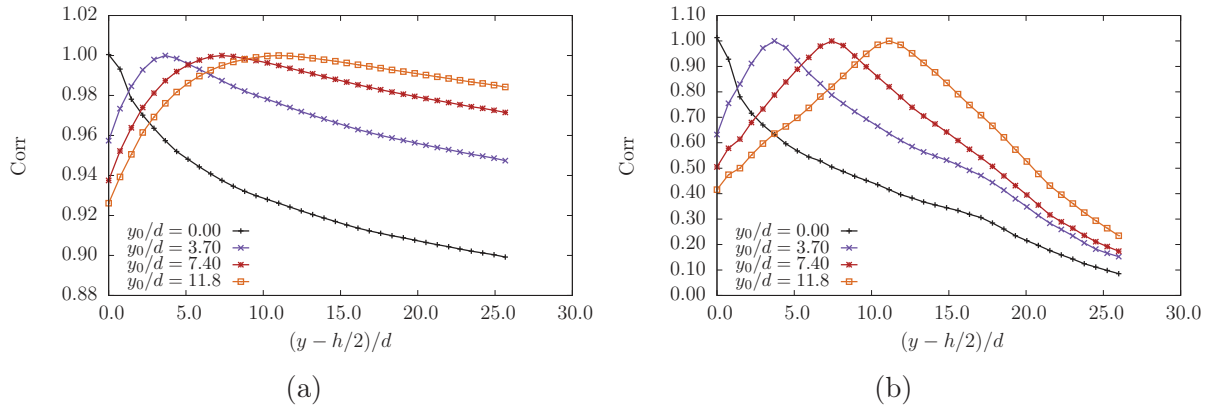 1.02
1.00
0.98
0.96
0.94
0.92
0.90
0.88
Corr
y₀/d = 0.00
y₀/d = 3.70
y₀/d = 7.40
y₀/d = 11.8
0.0 5.0 10.0 15.0 20.0 25.0 30.0
(y − h/2)/d
(a)
1.10
1.00
0.90
0.80
0.70
0.60
0.50
0.40
0.30
0.20
0.10
0.00
Corr
y₀/d = 0.00
y₀/d = 3.70
y₀/d = 7.40
y₀/d = 11.8
0.0 5.0 10.0 15.0 20.0 25.0 30.0
(y − h/2)/d
(b)